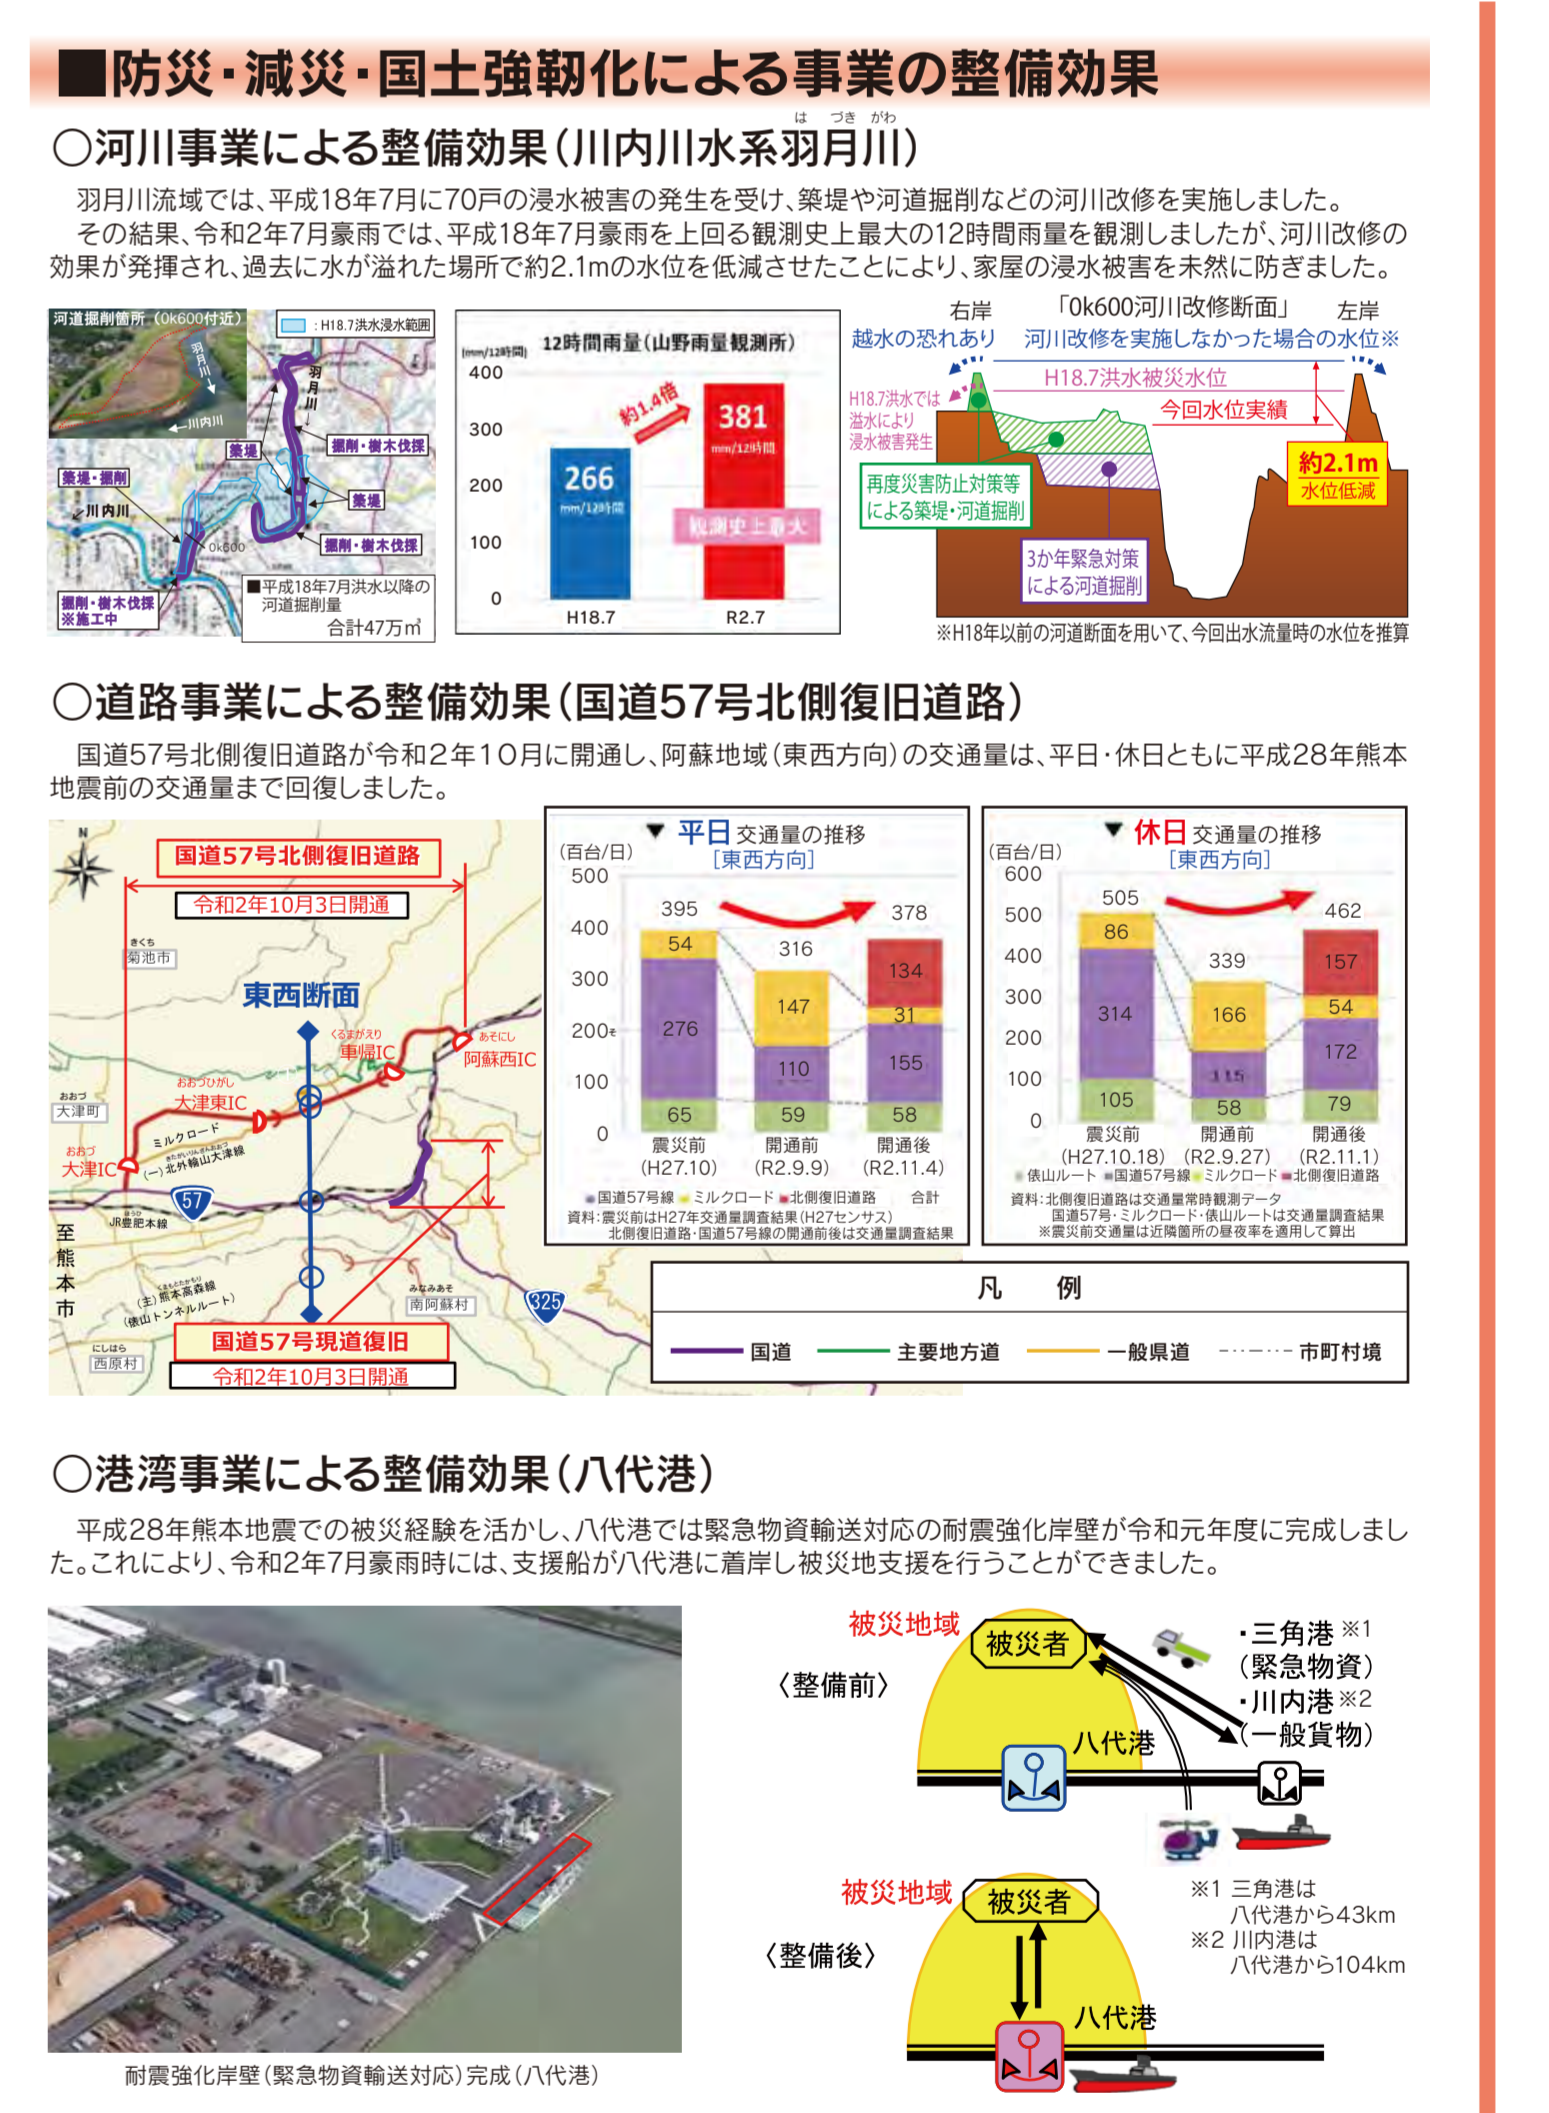 ■防災・減災・国土強靭化による事業の整備効果
は づき がわ
○河川事業による整備効果(川内川水系羽月川)
羽月川流域では、平成18年7月に70戸の浸水被害の発生を受け、築堤や河道掘削などの河川改修を実施しました。
その結果、令和2年7月豪雨では、平成18年7月豪雨を上回る観測史上最大の12時間雨量を観測しましたが、河川改修の
効果が発揮され、過去に水が溢れた場所で約2.1mの水位を低減させたことにより、家屋の浸水被害を未然に防ぎました。
河道掘削箇所(0k600付近)
羽月川
←川内川
:H18.7洪水浸水範囲
羽月川
築堤
掘削・樹木伐採
築堤・掘削
築堤
川内川
0k600
掘削・樹木伐採
掘削・樹木伐採
※施工中
■平成18年7月洪水以降の
河道掘削量
合計47万㎥
12時間雨量(山野雨量観測所)
(mm/12時間)
400
300
200
100
0
約1.4倍
266
mm/12時間
381
mm/12時間
観測史上最大
H18.7
R2.7
右岸
「0k600河川改修断面」
左岸
越水の恐れあり
河川改修を実施しなかった場合の水位※
H18.7洪水被災水位
H18.7洪水では
溢水により
浸水被害発生
今回水位実績
約2.1m
水位低減
再度災害防止対策等
による築堤・河道掘削
3か年緊急対策
による河道掘削
※H18年以前の河道断面を用いて、今回出水流量時の水位を推算
○道路事業による整備効果(国道57号北側復旧道路)
国道57号北側復旧道路が令和2年10月に開通し、阿蘇地域(東西方向)の交通量は、平日・休日ともに平成28年熊本
地震前の交通量まで回復しました。
N
国道57号北側復旧道路
令和2年10月3日開通
きくち
菊池市
東西断面
くるまがえり
車帰IC
あそにし
阿蘇西IC
おおづひがし
大津東IC
おおづ
大津町
ミルクロード
きたがいりんざんおおづ
(一)北外輪山大津線
おおづ
大津IC
57
ほうひ
JR豊肥本線
至熊本市
くまもとたかもり
(主)熊本高森線
(俵山トンネルルート)
みなみあそ
南阿蘇村
325
にしはら
西原村
国道57号現道復旧
令和2年10月3日開通
▼ 平日 交通量の推移
[東西方向]
(百台/日)
500
400
300
200
100
0
395
54
276
65
316
147
110
59
378
134
31
155
58
震災前
(H27.10)
開通前
(R2.9.9)
開通後
(R2.11.4)
■国道57号線 ■ミルクロード ■北側復旧道路 合計
資料:震災前はH27年交通量調査結果(H27センサス)
北側復旧道路・国道57号線の開通前後は交通量調査結果
▼ 休日 交通量の推移
[東西方向]
(百台/日)
600
500
400
300
200
100
0
505
86
314
105
339
166
115
58
462
157
54
172
79
震災前
(H27.10.18)
開通前
(R2.9.27)
開通後
(R2.11.1)
■俵山ルート ■国道57号線 ■ミルクロード ■北側復旧道路
資料:北側復旧道路は交通量常時観測データ
国道57号・ミルクロード・俵山ルートは交通量調査結果
※震災前交通量は近隣箇所の昼夜率を適用して算出
凡 例
国道 主要地方道 一般県道 市町村境
○港湾事業による整備効果(八代港)
平成28年熊本地震での被災経験を活かし、八代港では緊急物資輸送対応の耐震強化岸壁が令和元年度に完成しまし
た。これにより、令和2年7月豪雨時には、支援船が八代港に着岸し被災地支援を行うことができました。
耐震強化岸壁(緊急物資輸送対応)完成(八代港)
被災地域
被災者
〈整備前〉
八代港
・三角港※1
(緊急物資)
・川内港※2
(一般貨物)
被災地域
被災者
〈整備後〉
八代港
※1 三角港は
八代港から43km
※2 川内港は
八代港から104km